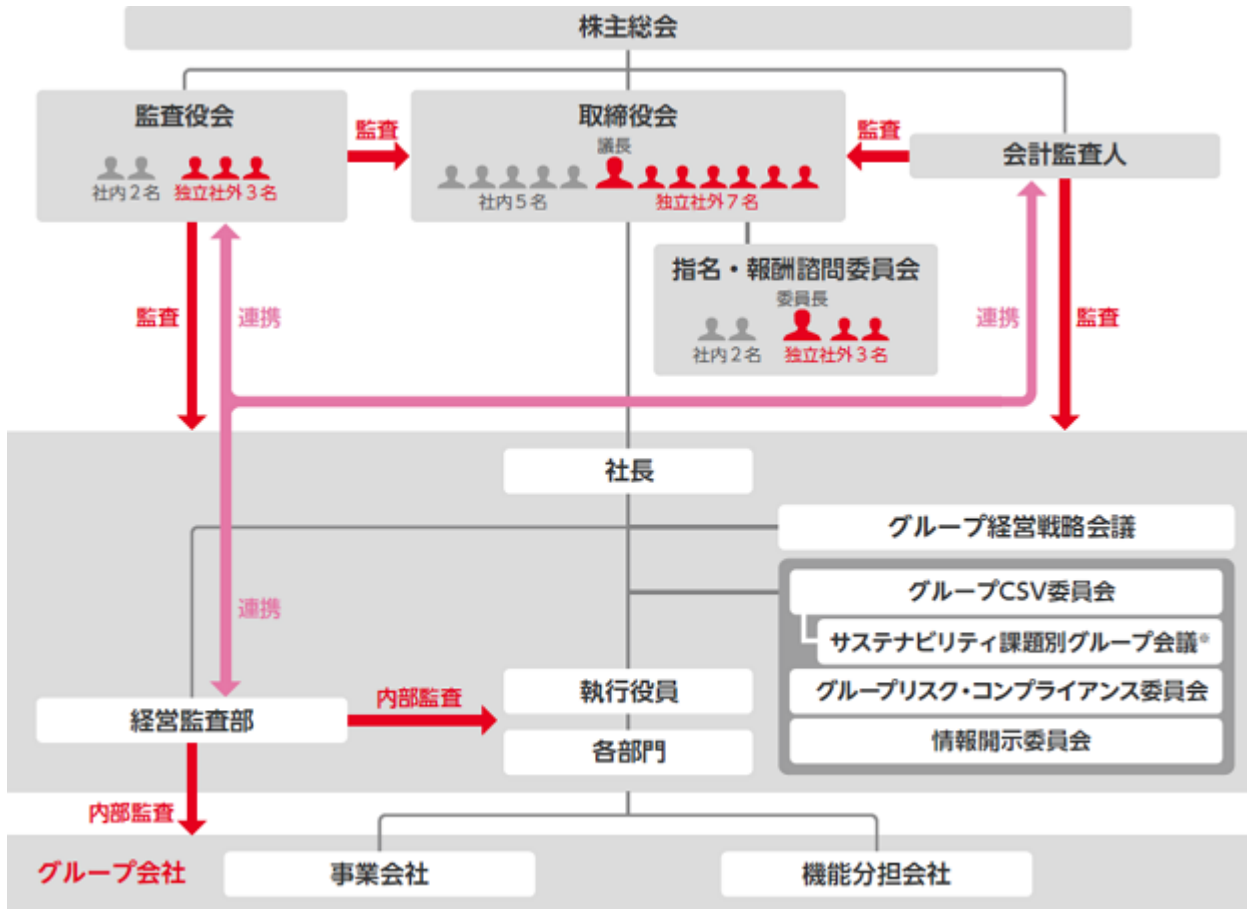 株主総会
監査役会
社内2名 独立社外3名
監査
取締役会
議長
社内5名 独立社外7名
監査
会計監査人
指名・報酬諮問委員会
委員長
社内2名 独立社外3名
監査
連携
連携
監査
社長
グループ経営戦略会議
グループCSV委員会
サステナビリティ課題別グループ会議※
グループリスク・コンプライアンス委員会
情報開示委員会
連携
経営監査部
内部監査
執行役員
各部門
内部監査
グループ会社
事業会社
機能分担会社